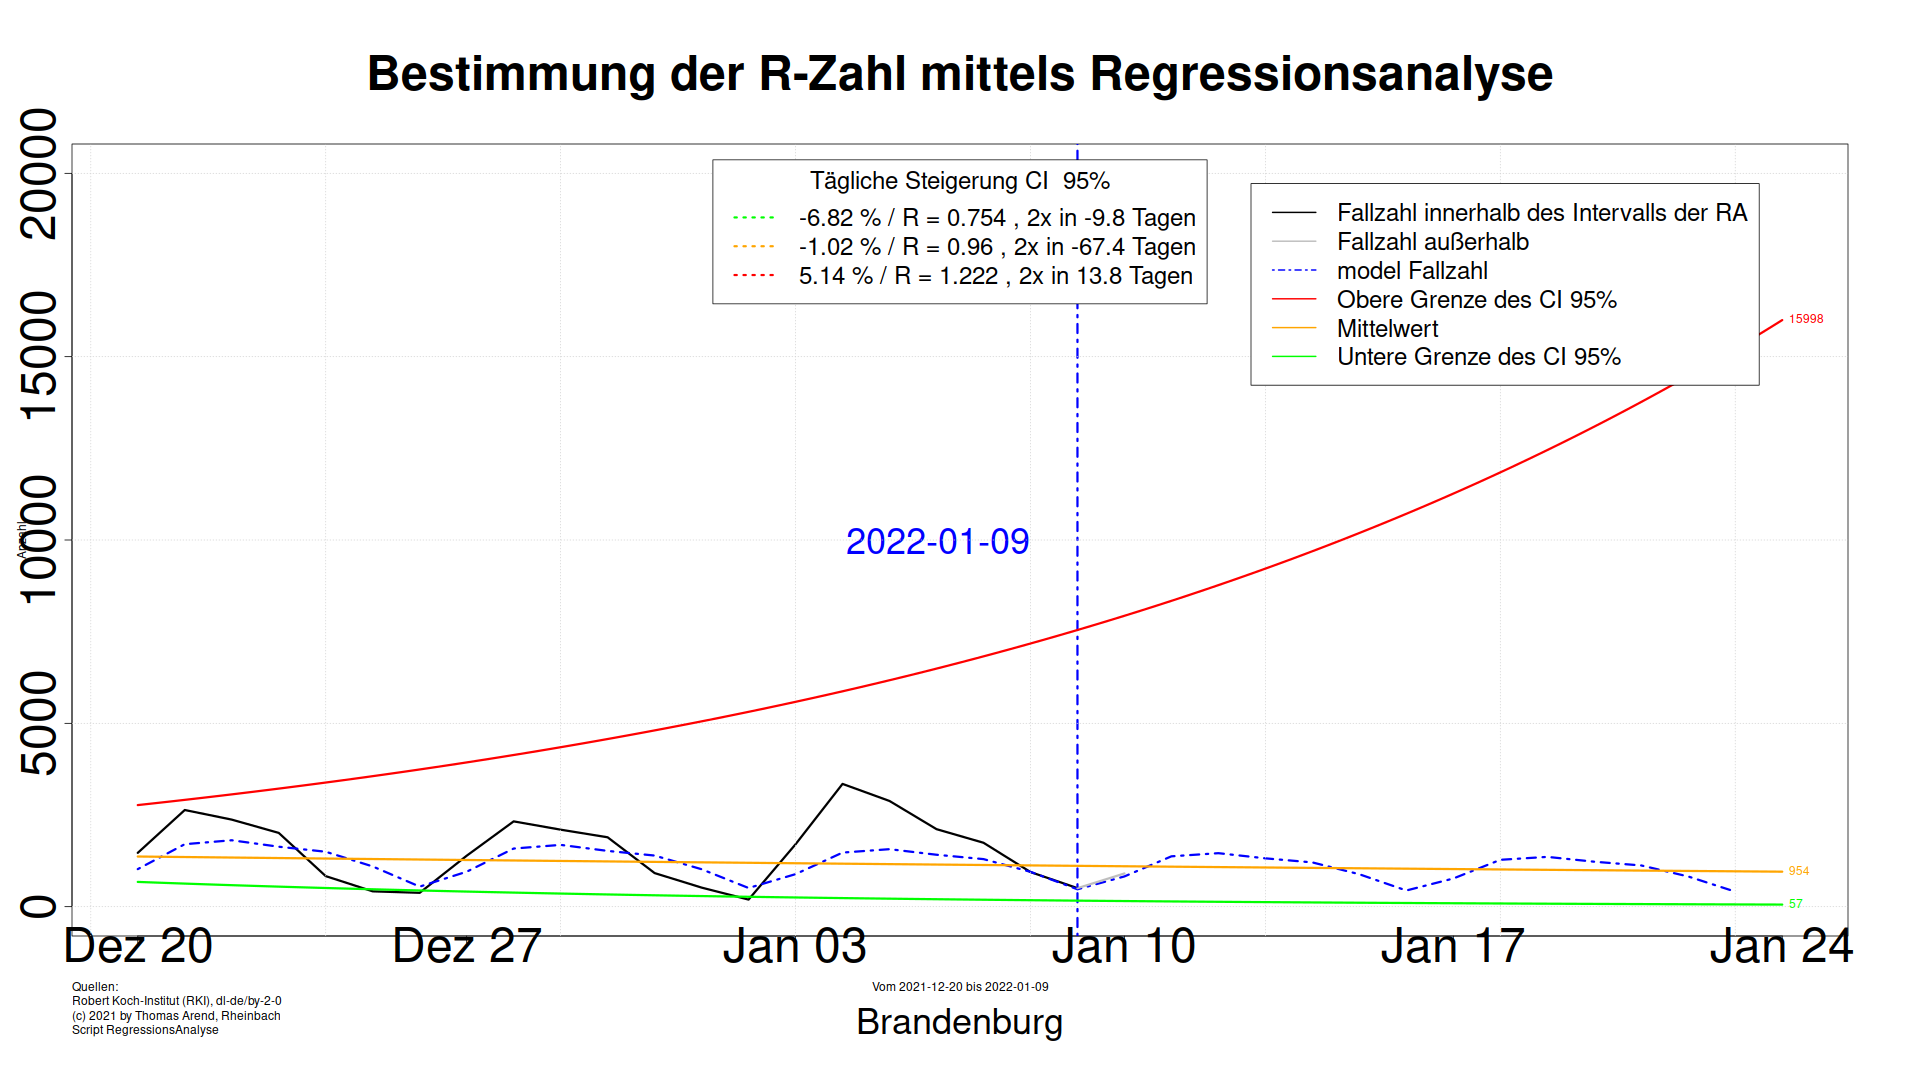 Bestimmung der R-Zahl mittels Regressionsanalyse
Anzahl
20000
15000
10000
5000
0
Tägliche Steigerung CI 95%
-6.82 % / R = 0.754 , 2x in -9.8 Tagen
-1.02 % / R = 0.96 , 2x in -67.4 Tagen
5.14 % / R = 1.222 , 2x in 13.8 Tagen
Fallzahl innerhalb des Intervalls der RA
Fallzahl außerhalb
model Fallzahl
Obere Grenze des CI 95%
Mittelwert
Untere Grenze des CI 95%
15998
2022-01-09
954
57
Dez 20 Dez 27 Jan 03 Jan 10 Jan 17 Jan 24
Quellen:
Robert Koch-Institut (RKI), dl-de/by-2-0
(c) 2021 by Thomas Arend, Rheinbach
Script RegressionsAnalyse
Vom 2021-12-20 bis 2022-01-09
Brandenburg